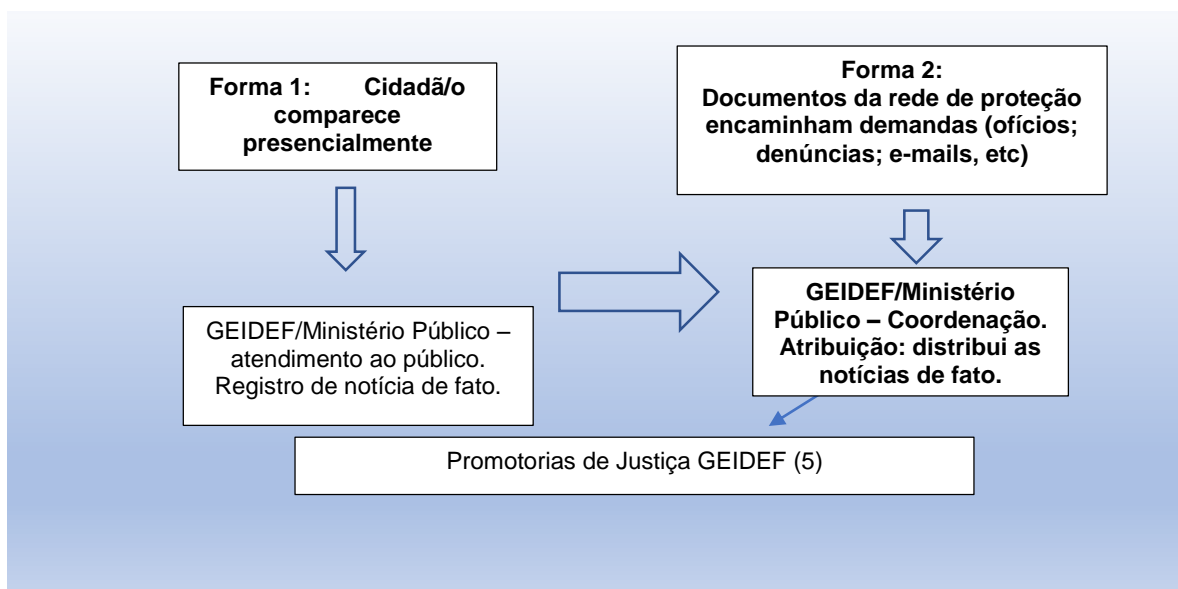 Forma 1: Cidadã/o
comparece
presencialmente
Forma 2:
Documentos da rede de proteção
encaminham demandas (ofícios;
denúncias; e-mails, etc)
GEIDEF/Ministério Público –
atendimento ao público.
Registro de notícia de fato.
GEIDEF/Ministério
Público – Coordenação.
Atribuição: distribui as
notícias de fato.
Promotorias de Justiça GEIDEF (5)